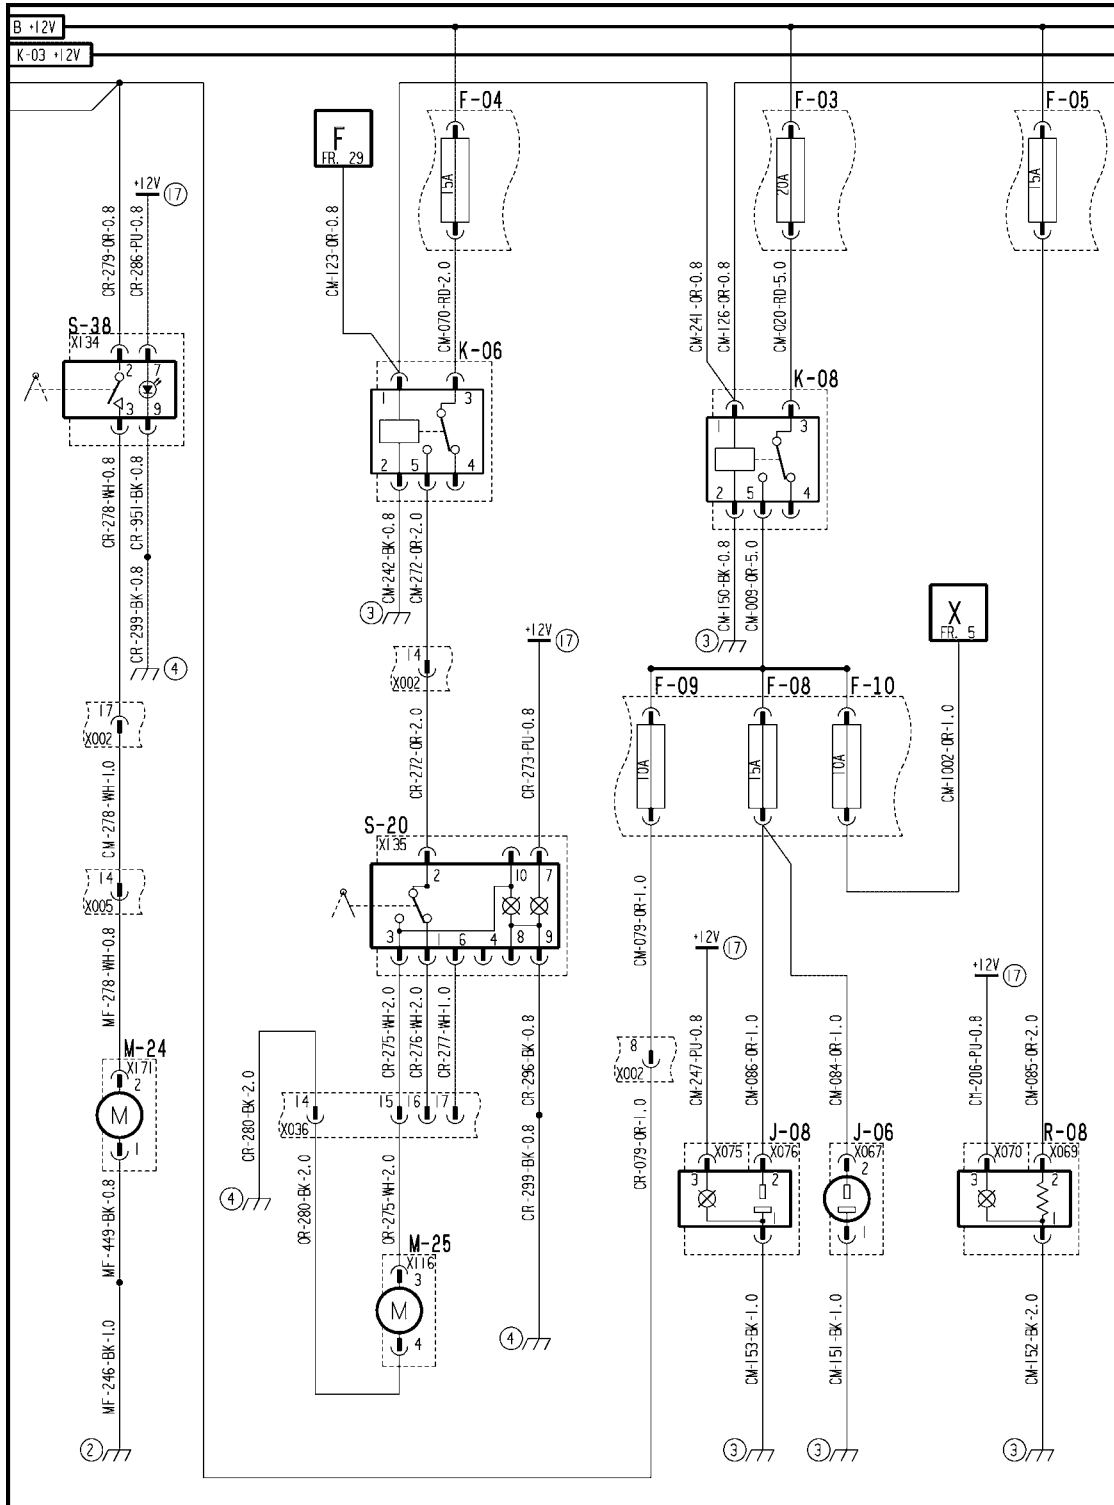 B +12V
K-03 +12V
F-04
F-03
F-05
F
FR. 29
15A
20A
15A
+12V
17
CR-279-OR-0.8
CR-286-PU-0.8
CM-123-OR-0.8
CM-070-RD-2.0
CM-241-OR-0.8
CM-126-OR-0.8
CM-020-RD-5.0
S-38
X134
2
7
3
9
K-06
1
3
2
5
4
K-08
1
3
2
5
4
CR-278-WH-0.8
CR-951-BK-0.8
CR-299-BK-0.8
4
CM-242-BK-0.8
CM-272-OR-2.0
3
CM-150-BK-0.8
CM-009-OR-5.0
3
X
FR. 5
+12V
17
14
X002
17
X002
CR-272-OR-2.0
CR-273-PU-0.8
F-09
F-08
F-10
10A
15A
10A
CM-1002-OR-1.0
CM-278-WH-1.0
S-20
X135
2
10
7
3
1
6
4
8
9
14
X005
MF-278-WH-0.8
CM-079-OR-1.0
+12V
17
+12V
17
CR-275-WH-2.0
CR-276-WH-2.0
CR-277-WH-1.0
CR-296-BK-0.8
CR-299-BK-0.8
4
8
X002
CR-079-OR-1.0
CM-247-PU-0.8
CM-086-OR-1.0
CM-084-OR-1.0
CM-206-PU-0.8
CM-085-OR-2.0
M-24
X171
2
M
1
CR-280-BK-2.0
4
14
15
16
17
X036
OR-280-BK-2.0
OR-275-WH-2.0
J-08
X075
X076
3
2
1
J-06
X067
2
1
R-08
X070
X069
3
2
1
MF-449-BK-0.8
MF-246-BK-1.0
2
M-25
X116
3
M
4
CM-153-BK-1.0
3
CM-151-BK-1.0
3
CM-152-BK-2.0
3